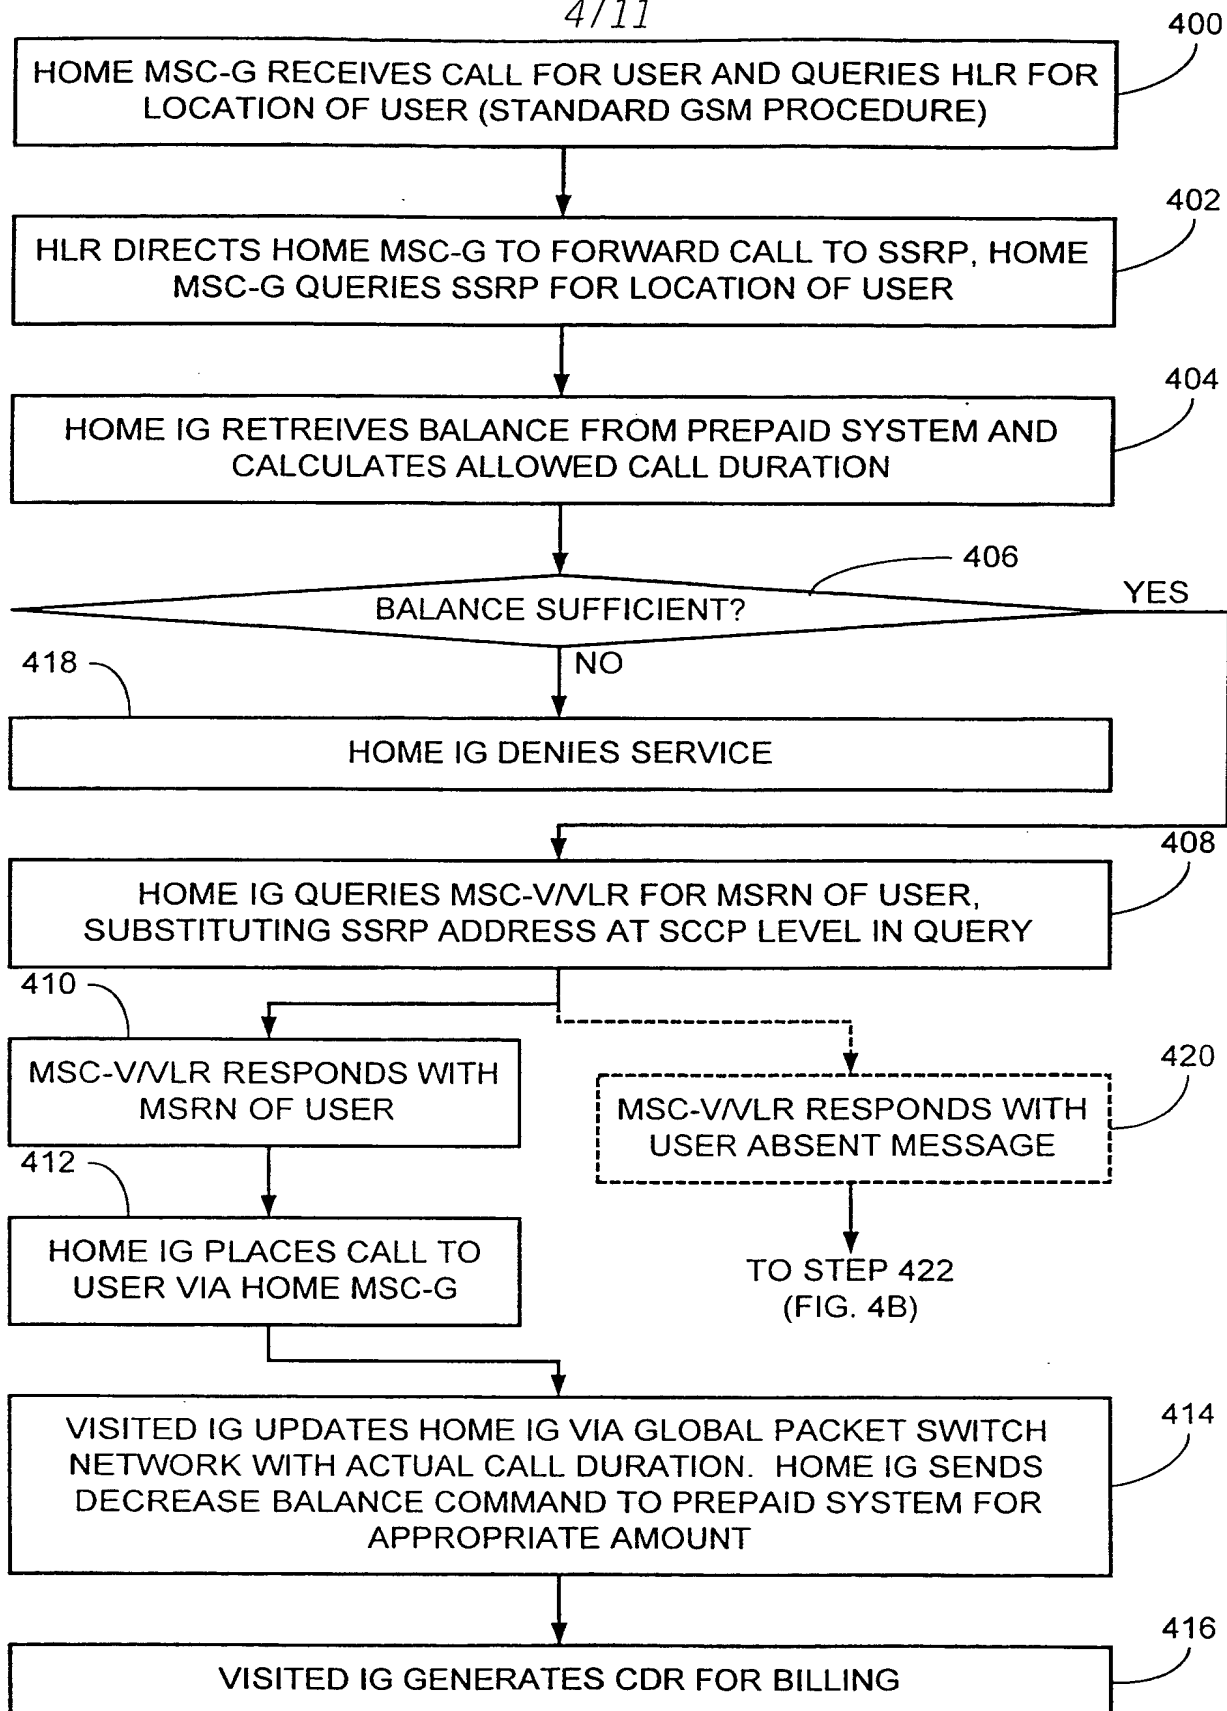 4/11
400
HOME MSC-G RECEIVES CALL FOR USER AND QUERIES HLR FOR
LOCATION OF USER (STANDARD GSM PROCEDURE)
402
HLR DIRECTS HOME MSC-G TO FORWARD CALL TO SSRP, HOME
MSC-G QUERIES SSRP FOR LOCATION OF USER
404
HOME IG RETREIVES BALANCE FROM PREPAID SYSTEM AND
CALCULATES ALLOWED CALL DURATION
406
BALANCE SUFFICIENT?
YES
NO
418
HOME IG DENIES SERVICE
408
HOME IG QUERIES MSC-V/VLR FOR MSRN OF USER,
SUBSTITUTING SSRP ADDRESS AT SCCP LEVEL IN QUERY
410
MSC-V/VLR RESPONDS WITH
MSRN OF USER
420
MSC-V/VLR RESPONDS WITH
USER ABSENT MESSAGE
412
HOME IG PLACES CALL TO
USER VIA HOME MSC-G
TO STEP 422
(FIG. 4B)
414
VISITED IG UPDATES HOME IG VIA GLOBAL PACKET SWITCH
NETWORK WITH ACTUAL CALL DURATION. HOME IG SENDS
DECREASE BALANCE COMMAND TO PREPAID SYSTEM FOR
APPROPRIATE AMOUNT
416
VISITED IG GENERATES CDR FOR BILLING